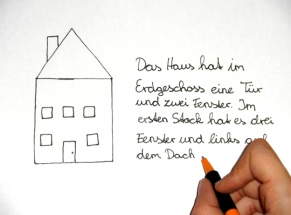 Das Haus hat im
Erdgeschoss eine Tür
und zwei Fenster. Im
ersten Stock hat es drei
Fenster und links auf
dem Dach